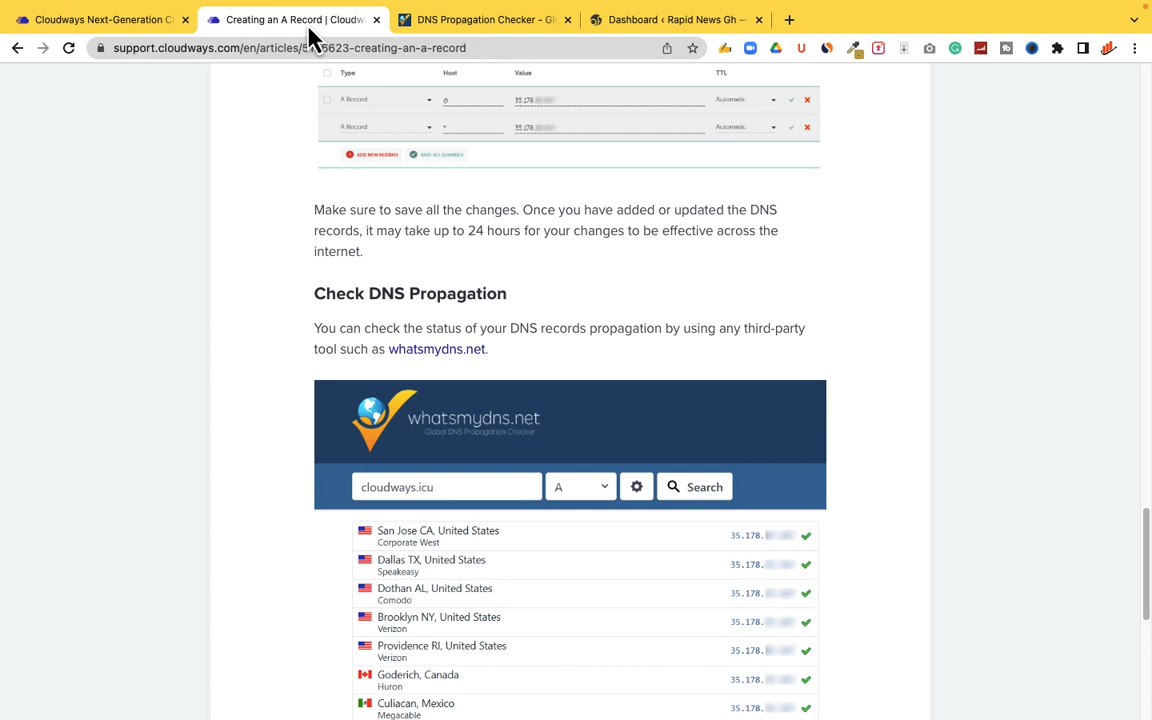 Cloudways Next-Generation Cl
Creating an A Record | Cloudw
DNS Propagation Checker - Gl
Dashboard ‹ Rapid News Gh —
support.cloudways.com/en/articles/5 6623-creating-an-a-record
Type Host Value TTL
A Record @ 35.178. Automatic
A Record * 35.178. Automatic
ADD NEW RECORD SAVE ALL CHANGES
Make sure to save all the changes. Once you have added or updated the DNS
records, it may take up to 24 hours for your changes to be effective across the
internet.
Check DNS Propagation
You can check the status of your DNS records propagation by using any third-party
tool such as whatsmydns.net.
whatsmydns.net
Global DNS Propagation Checker
cloudways.icu A Search
San Jose CA, United States 35.178.
Corporate West
Dallas TX, United States 35.178.
Speakeasy
Dothan AL, United States 35.178.
Comodo
Brooklyn NY, United States 35.178.
Verizon
Providence RI, United States 35.178.
Verizon
Goderich, Canada 35.178.
Huron
Culiacan, Mexico 35.178.
Megacable